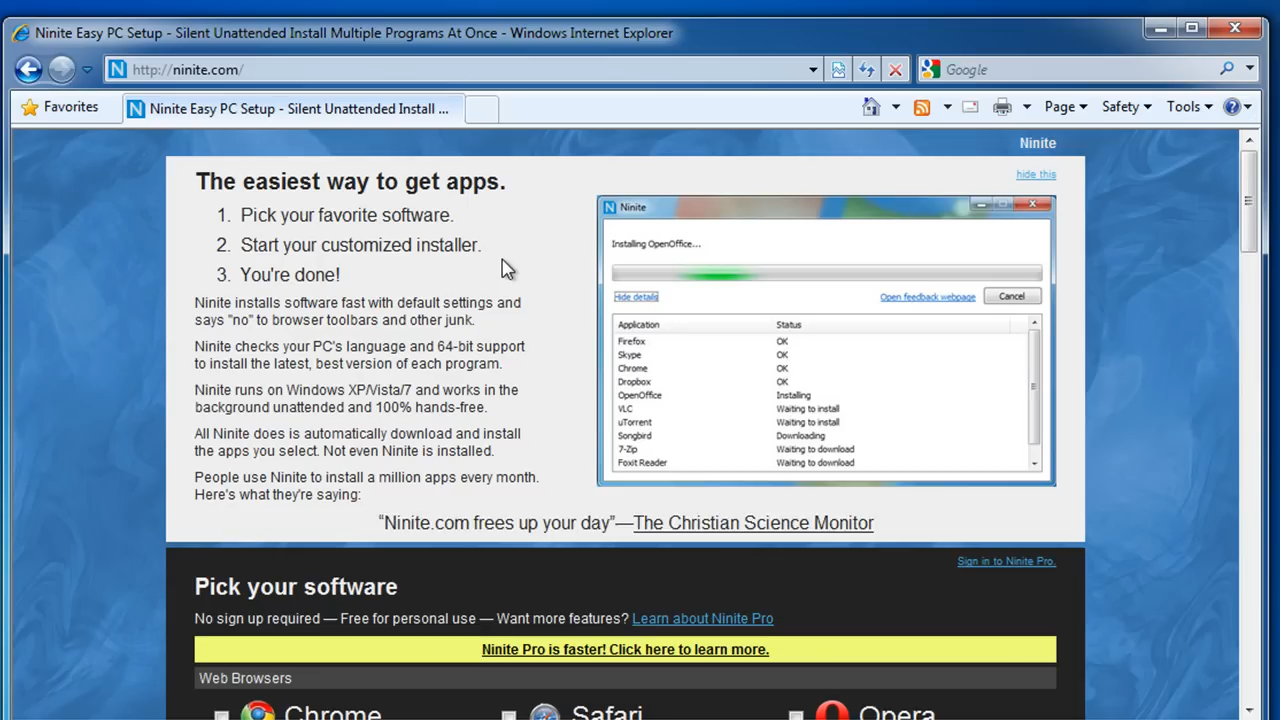 Ninite Easy PC Setup - Silent Unattended Install Multiple Programs At Once - Windows Internet Explorer
http://ninite.com/
Google
Favorites
Ninite Easy PC Setup - Silent Unattended Install ...
Page
Safety
Tools
Ninite
The easiest way to get apps.
hide this
1. Pick your favorite software.
2. Start your customized installer.
3. You're done!
Ninite installs software fast with default settings and
says "no" to browser toolbars and other junk.
Ninite checks your PC's language and 64-bit support
to install the latest, best version of each program.
Ninite runs on Windows XP/Vista/7 and works in the
background unattended and 100% hands-free.
All Ninite does is automatically download and install
the apps you select. Not even Ninite is installed.
People use Ninite to install a million apps every month.
Here's what they're saying:
Ninite
Installing OpenOffice...
Hide details
Open feedback webpage
Cancel
Application Status
Firefox OK
Skype OK
Chrome OK
Dropbox OK
OpenOffice Installing
VLC Waiting to install
uTorrent Waiting to install
Songbird Downloading
7-Zip Waiting to download
Foxit Reader Waiting to download
“Ninite.com frees up your day”—The Christian Science Monitor
Sign in to Ninite Pro.
Pick your software
No sign up required — Free for personal use — Want more features? Learn about Ninite Pro
Ninite Pro is faster! Click here to learn more.
Web Browsers
Chrome Safari Opera